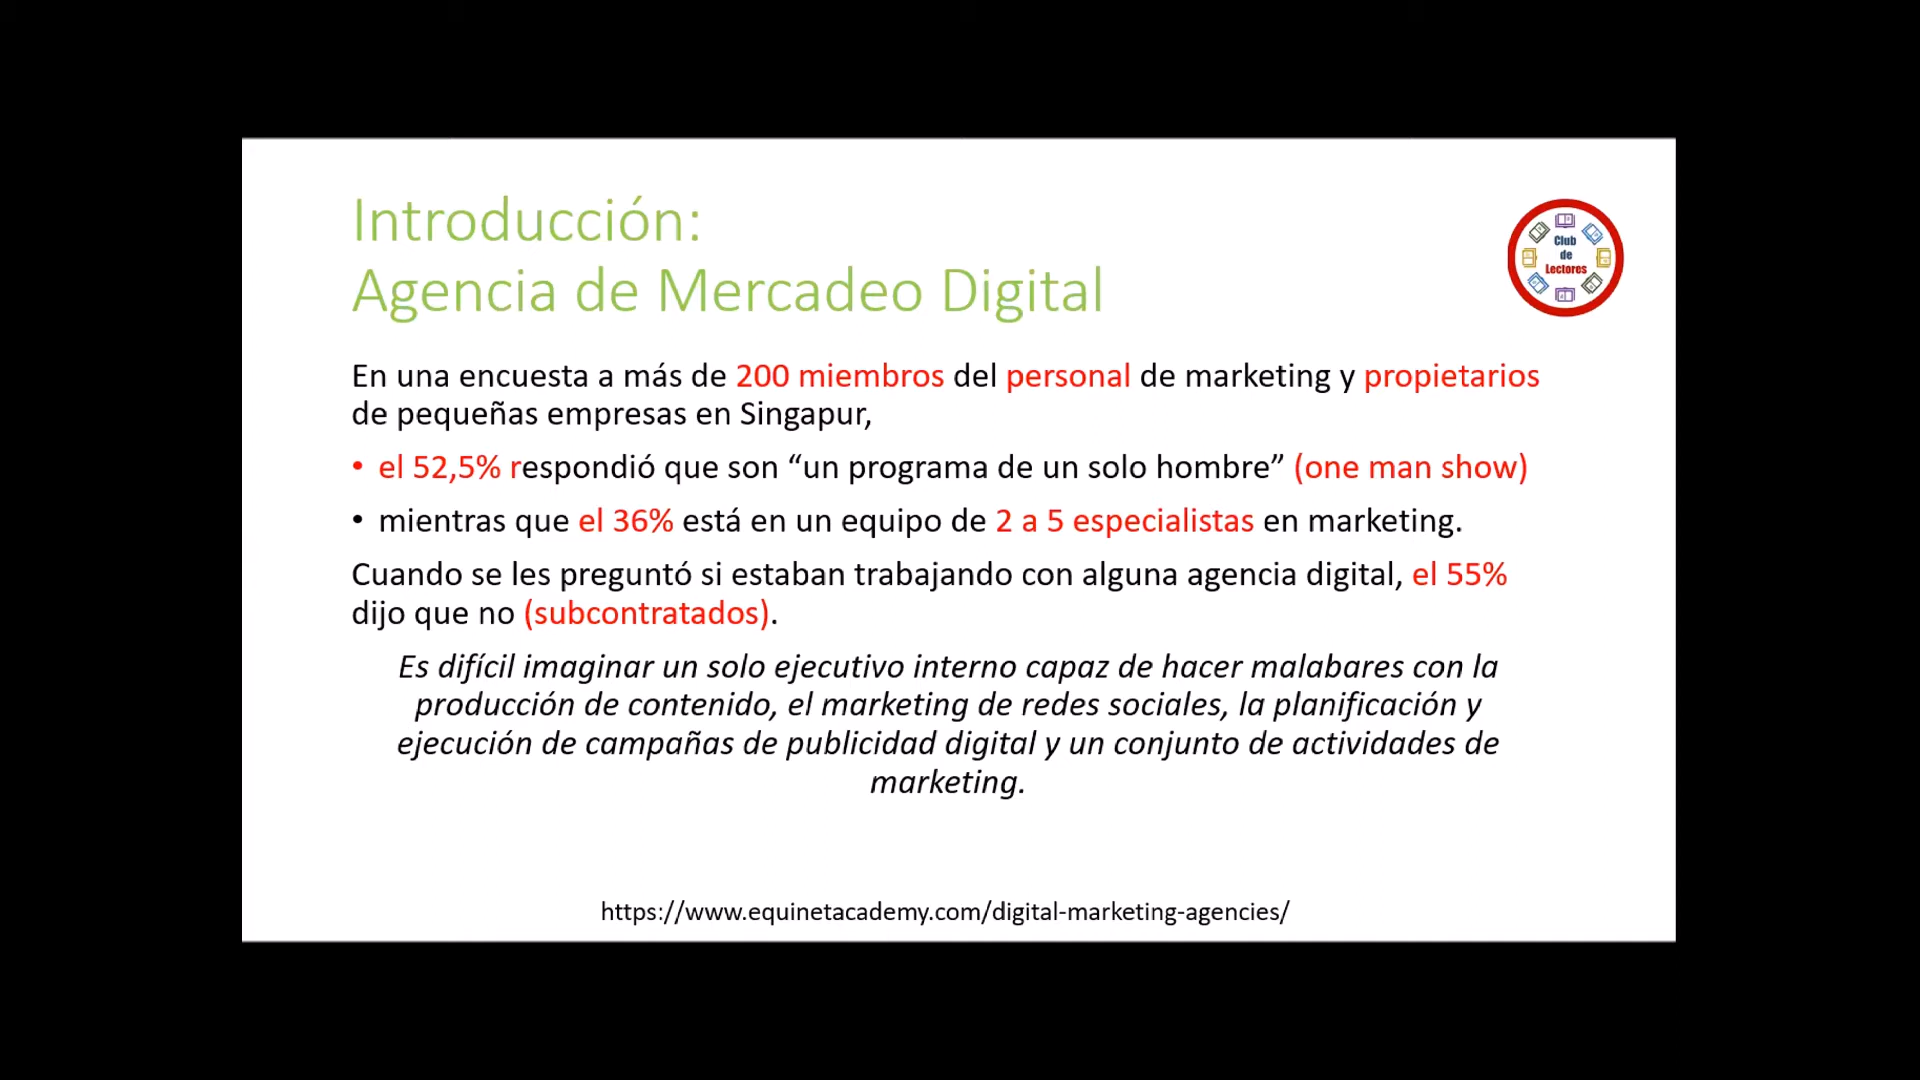 Introducción:
Agencia de Mercadeo Digital
Club
de
Lectores
En una encuesta a más de 200 miembros del personal de marketing y propietarios
de pequeñas empresas en Singapur,
• el 52,5% respondió que son “un programa de un solo hombre” (one man show)
• mientras que el 36% está en un equipo de 2 a 5 especialistas en marketing.
Cuando se les preguntó si estaban trabajando con alguna agencia digital, el 55%
dijo que no (subcontratados).
Es difícil imaginar un solo ejecutivo interno capaz de hacer malabares con la
producción de contenido, el marketing de redes sociales, la planificación y
ejecución de campañas de publicidad digital y un conjunto de actividades de
marketing.
https://www.equinetacademy.com/digital-marketing-agencies/